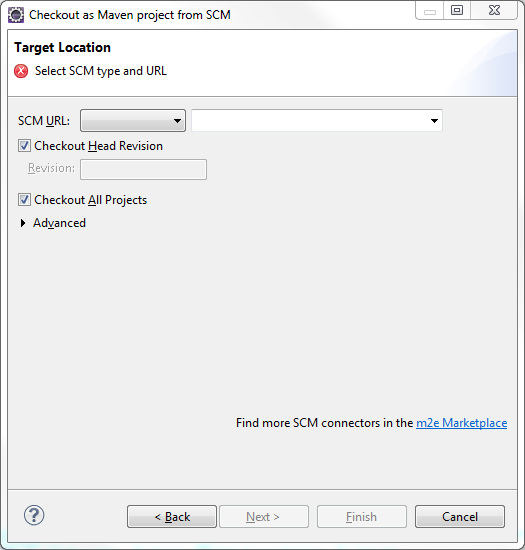 Checkout as Maven project from SCM
Target Location
Select SCM type and URL
SCM URL:
Checkout Head Revision
Revision:
Checkout All Projects
Advanced
Find more SCM connectors in the m2e Marketplace
? < Back Next > Finish Cancel